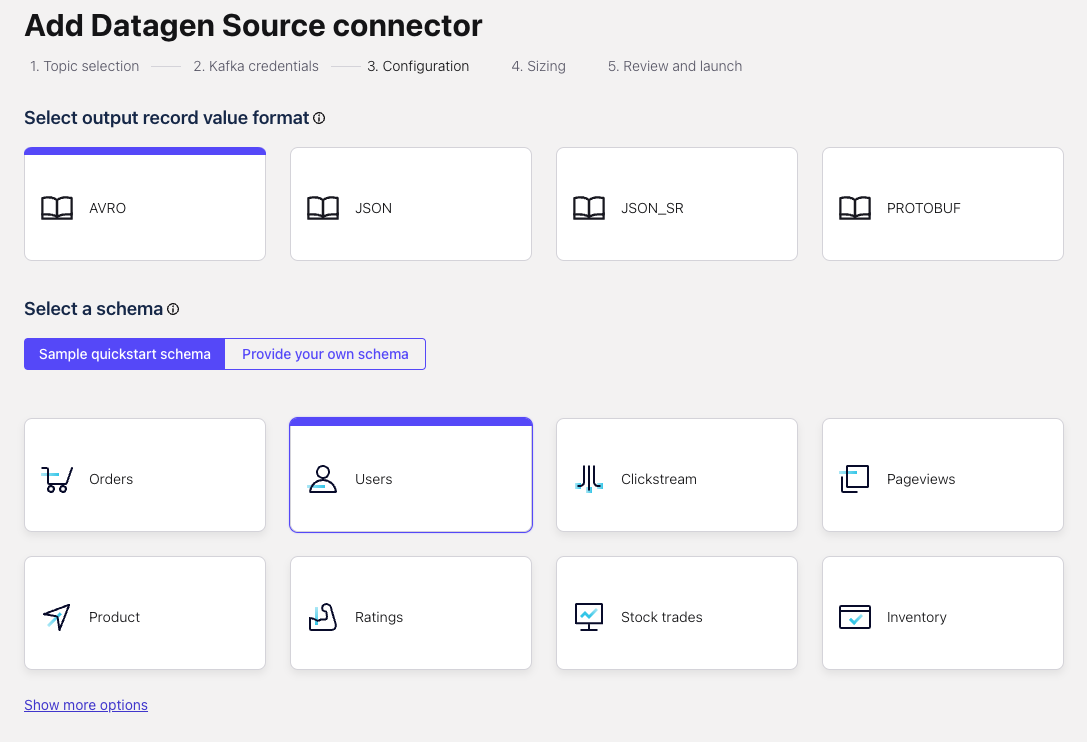 Add Datagen Source connector
1. Topic selection 2. Kafka credentials 3. Configuration 4. Sizing 5. Review and launch
Select output record value format
AVRO JSON JSON_SR PROTOBUF
Select a schema
Sample quickstart schema Provide your own schema
Orders Users Clickstream Pageviews
Product Ratings Stock trades Inventory
Show more options